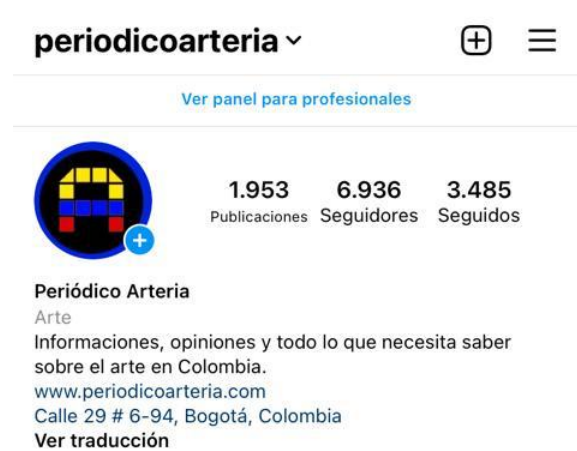 periodicoarteria
Ver panel para profesionales
1.953 6.936 3.485
Publicaciones Seguidores Seguidos
Periódico Arteria
Arte
Informaciones, opiniones y todo lo que necesita saber
sobre el arte en Colombia.
www.periodicoarteria.com
Calle 29 # 6-94, Bogotá, Colombia
Ver traducción